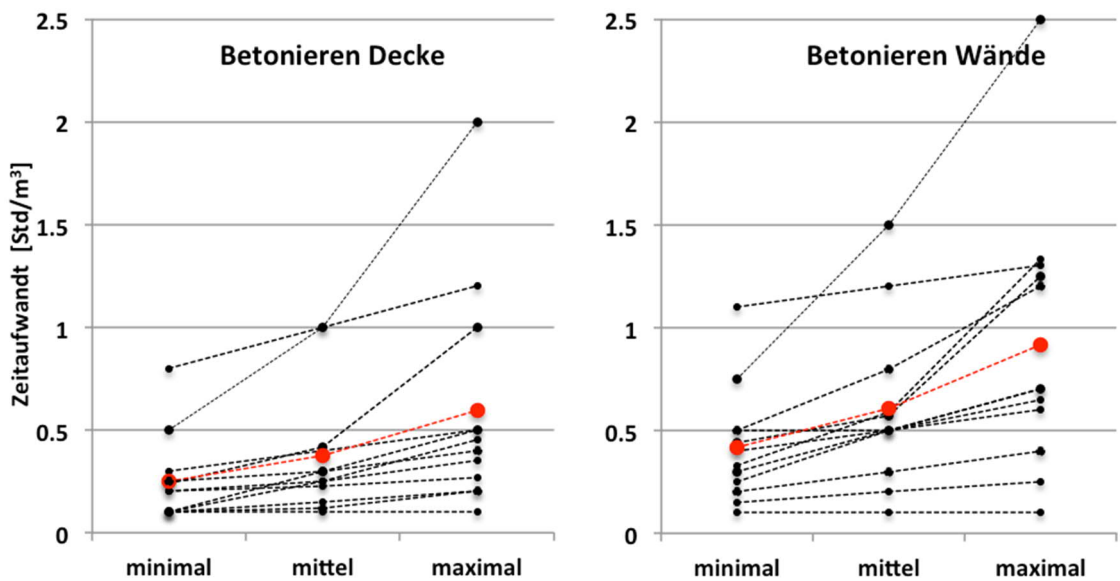 Betonieren Decke
Zeitaufwandt [Std/m³]
2.5
2
1.5
1
0.5
0
minimal mittel maximal
Betonieren Wände
2.5
2
1.5
1
0.5
0
minimal mittel maximal